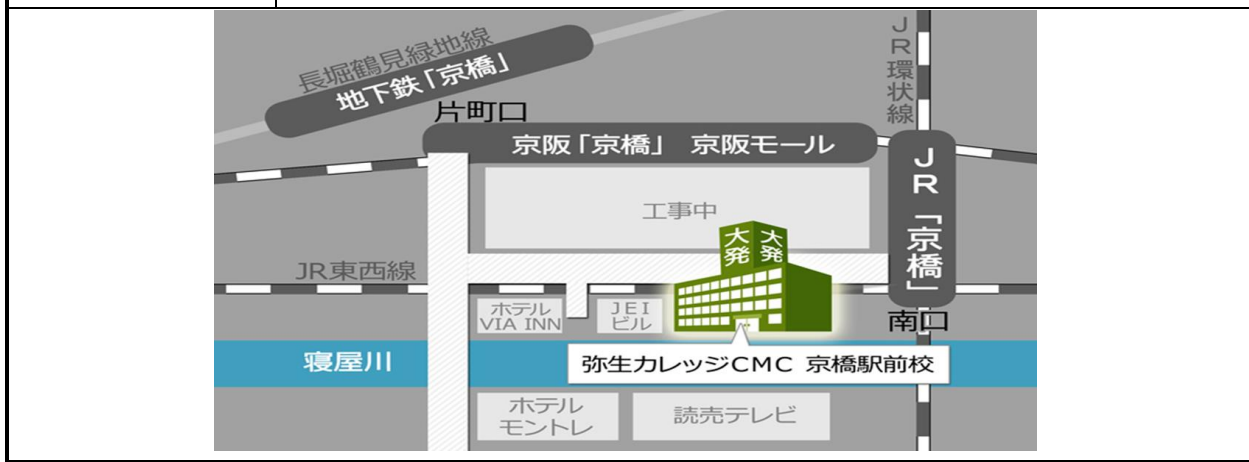 長堀鶴見緑地線
地下鉄「京橋」
片町口
京阪「京橋」 京阪モール
JR環状線
JR「京橋」
工事中
大発
大発
JR東西線
ホテル
VIA INN
JEI
ビル
南口
弥生カレッジCMC 京橋駅前校
寝屋川
ホテル
モントレ
読売テレビ